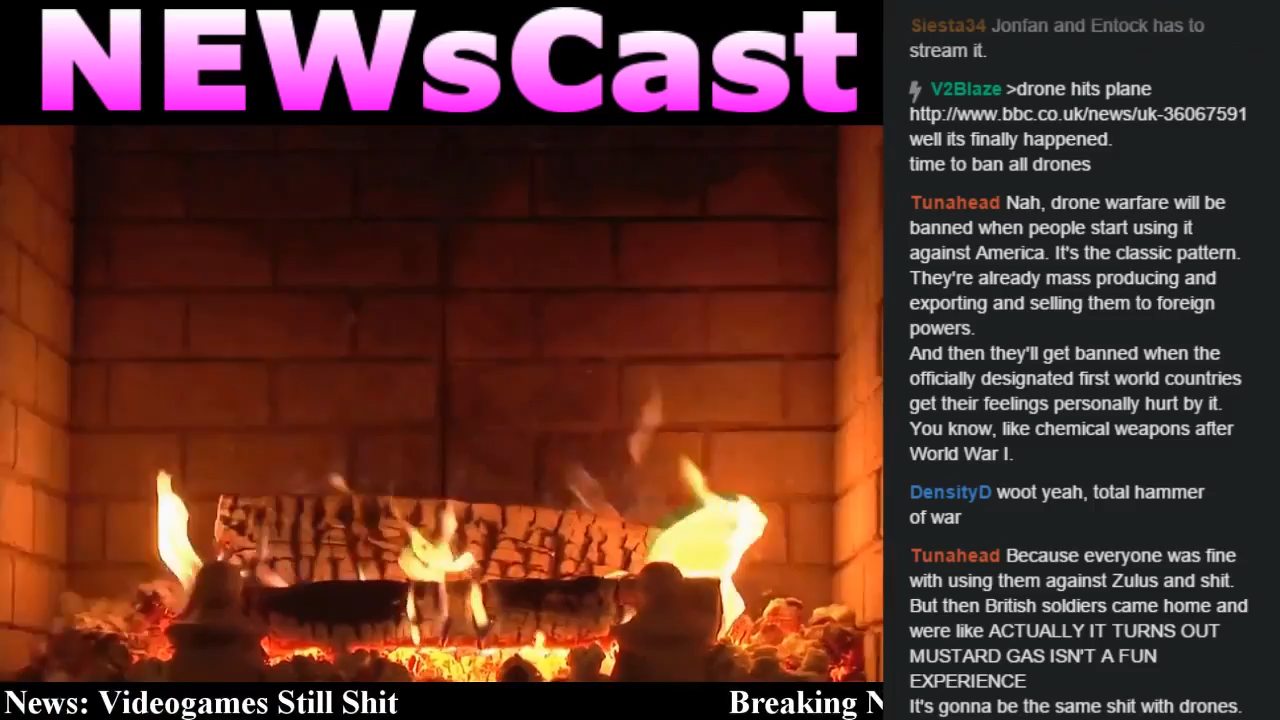 NEWsCast
Siesta34 Jonfan and Entock has to
stream it.
V2Blaze >drone hits plane
http://www.bbc.co.uk/news/uk-36067591
well its finally happened.
time to ban all drones
Tunahead Nah, drone warfare will be
banned when people start using it
against America. It's the classic pattern.
They're already mass producing and
exporting and selling them to foreign
powers.
And then they'll get banned when the
officially designated first world countries
get their feelings personally hurt by it.
You know, like chemical weapons after
World War I.
DensityD woot yeah, total hammer
of war
Tunahead Because everyone was fine
with using them against Zulus and shit.
But then British soldiers came home and
were like ACTUALLY IT TURNS OUT
MUSTARD GAS ISN'T A FUN
EXPERIENCE
It's gonna be the same shit with drones.
News: Videogames Still Shit
Breaking N